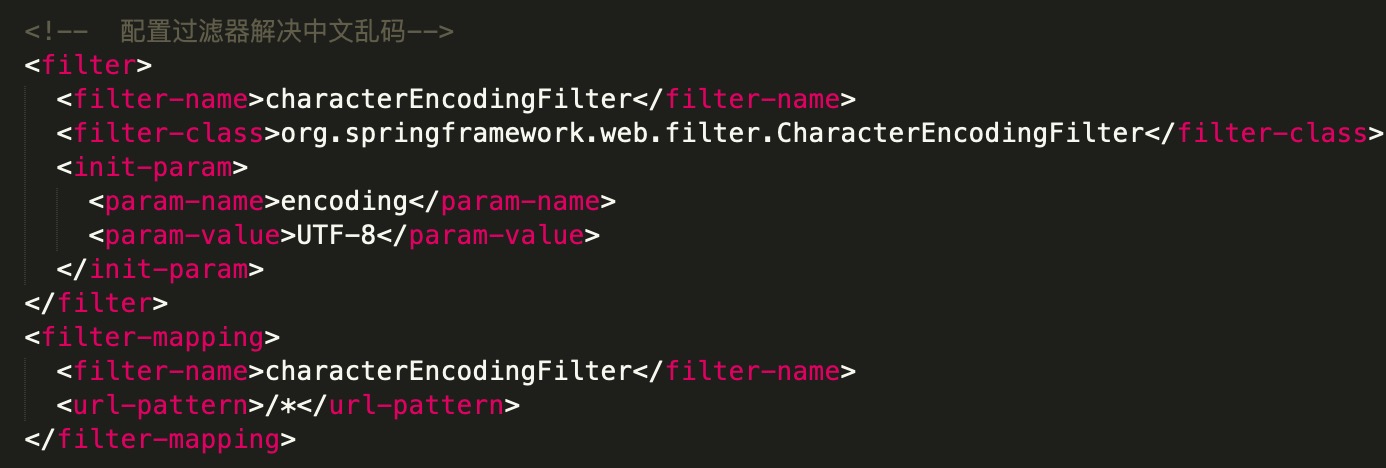 <!--  配置过滤器解决中文乱码-->
<filter>
  <filter-name>characterEncodingFilter</filter-name>
  <filter-class>org.springframework.web.filter.CharacterEncodingFilter</filter-class>
  <init-param>
    <param-name>encoding</param-name>
    <param-value>UTF-8</param-value>
  </init-param>
</filter>
<filter-mapping>
  <filter-name>characterEncodingFilter</filter-name>
  <url-pattern>/*</url-pattern>
</filter-mapping>